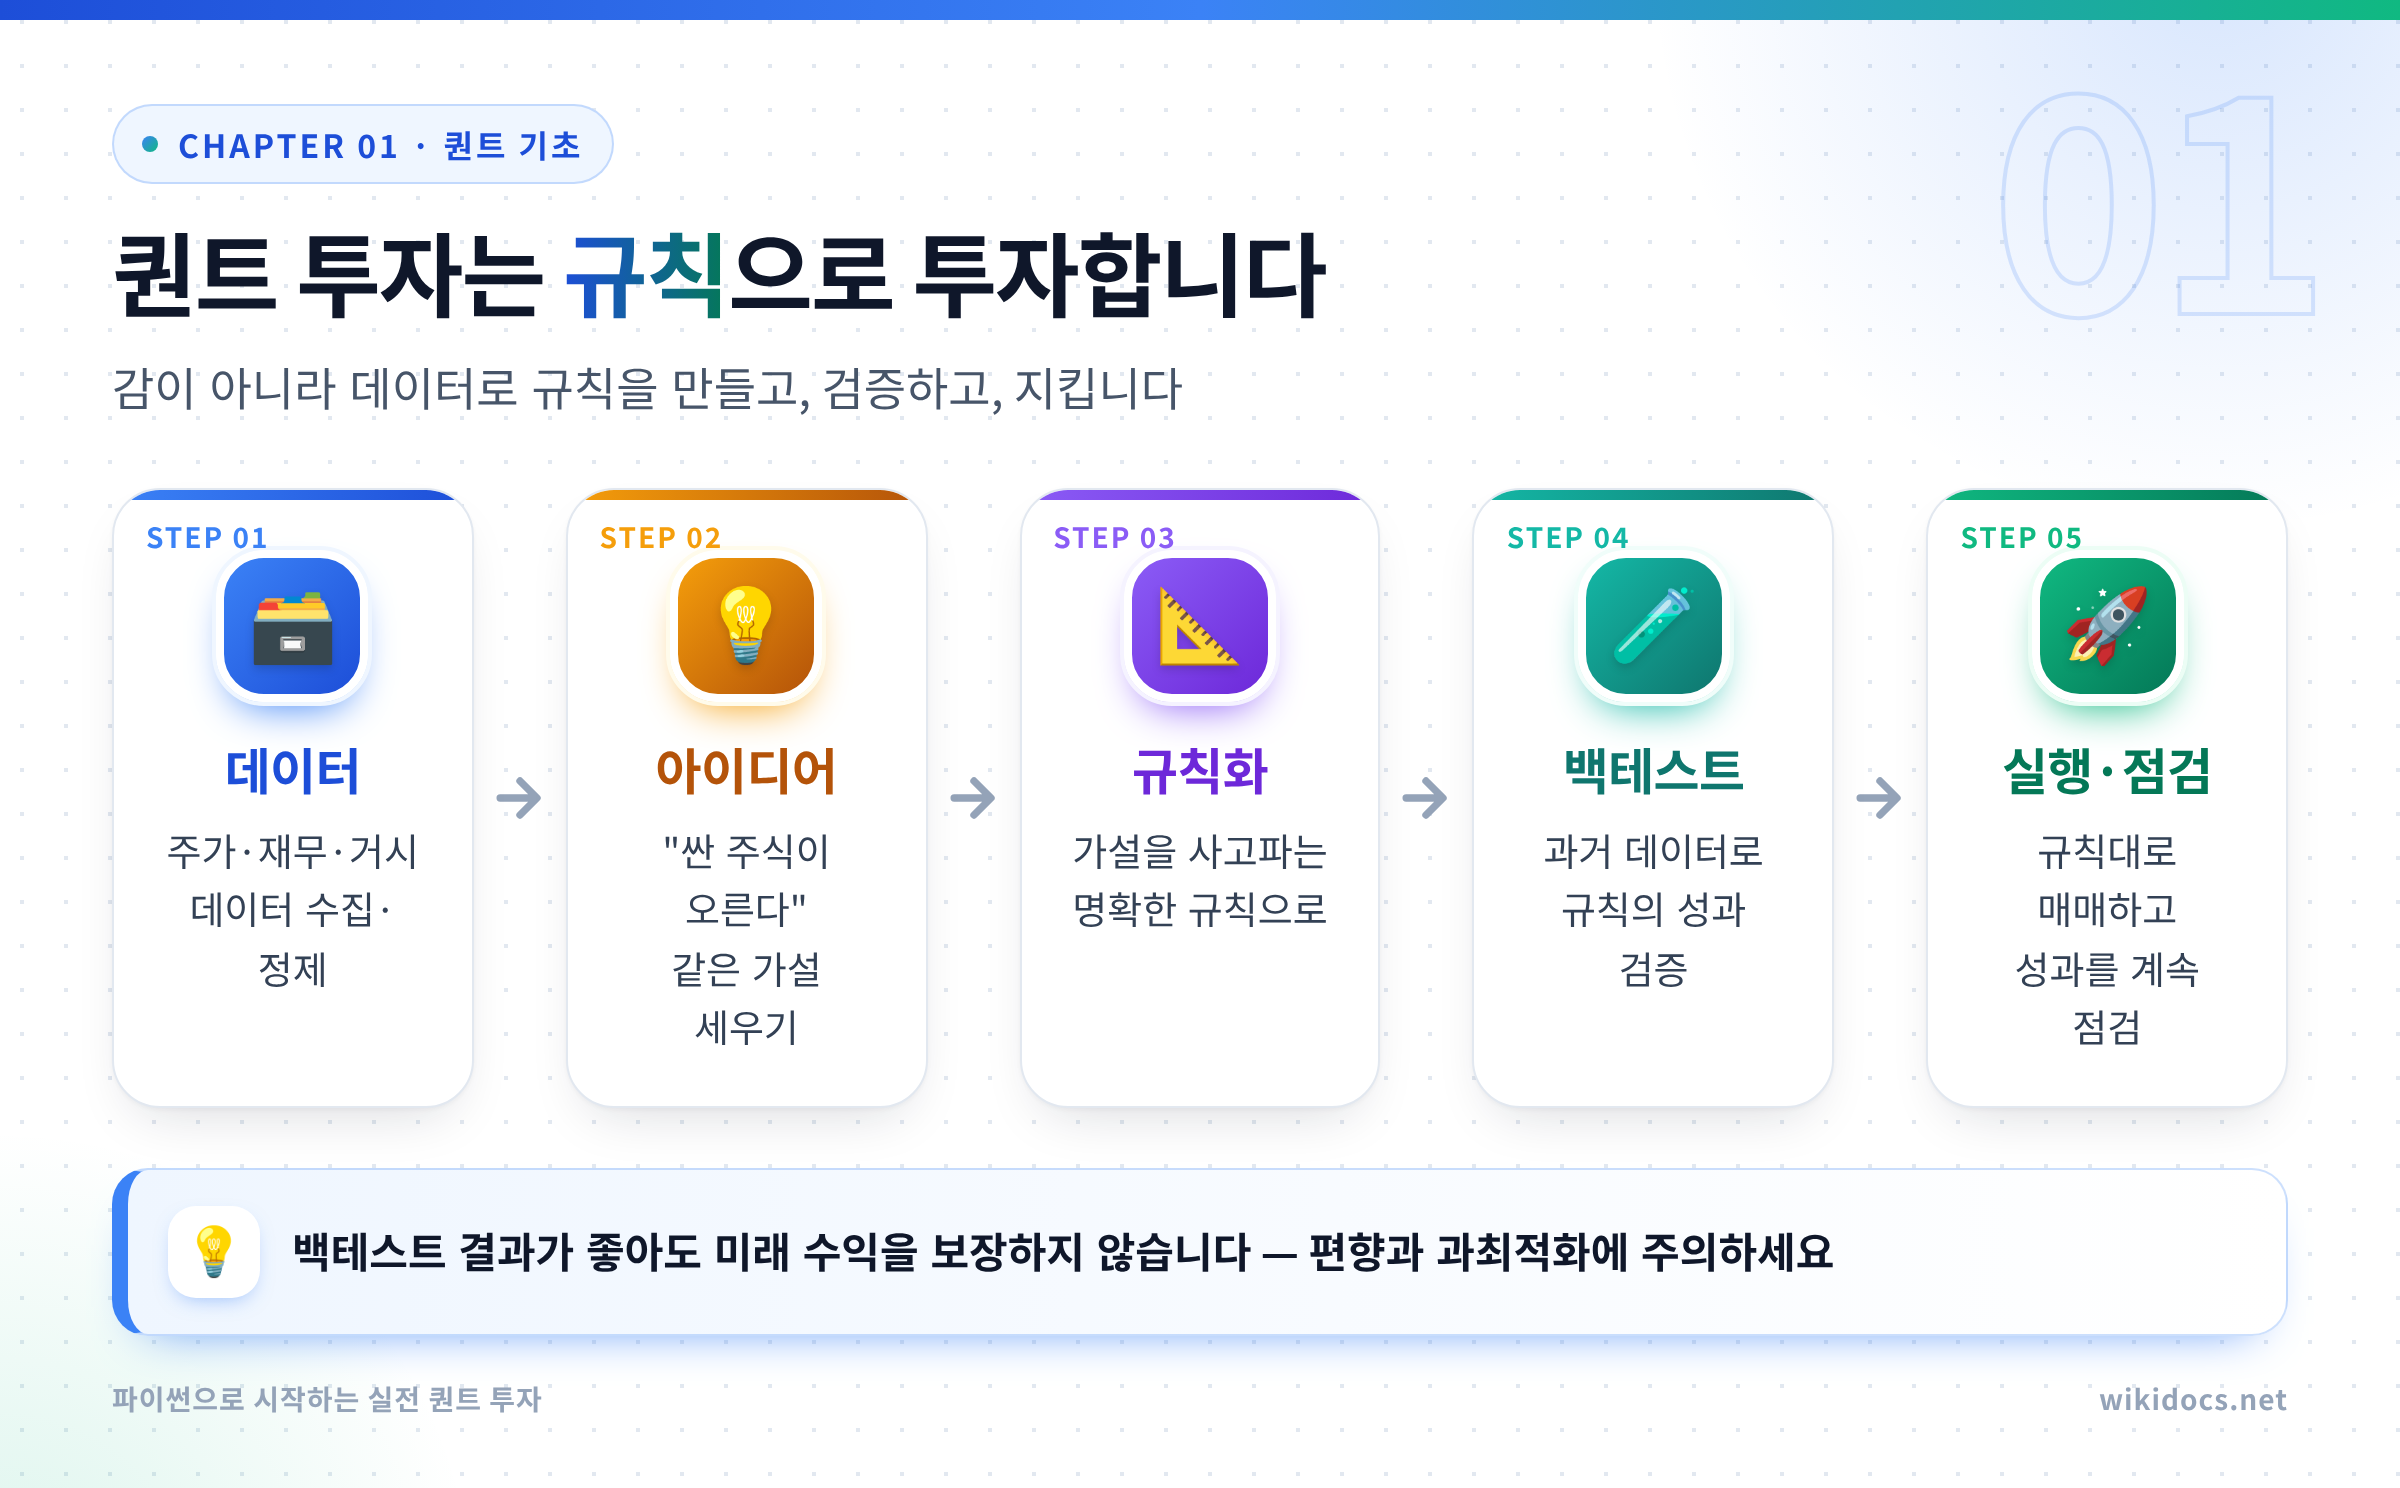 CHAPTER 01 · 퀀트 기초
01
퀀트 투자는 규칙으로 투자합니다
감이 아니라 데이터로 규칙을 만들고, 검증하고, 지킵니다
STEP 01
데이터
주가·재무·거시
데이터 수집·
정제
STEP 02
아이디어
"싼 주식이
오른다"
같은 가설
세우기
STEP 03
규칙화
가설을 사고파는
명확한 규칙으로
STEP 04
백테스트
과거 데이터로
규칙의 성과
검증
STEP 05
실행·점검
규칙대로
매매하고
성과를 계속
점검
백테스트 결과가 좋아도 미래 수익을 보장하지 않습니다 — 편향과 과최적화에 주의하세요
파이썬으로 시작하는 실전 퀀트 투자
wikidocs.net